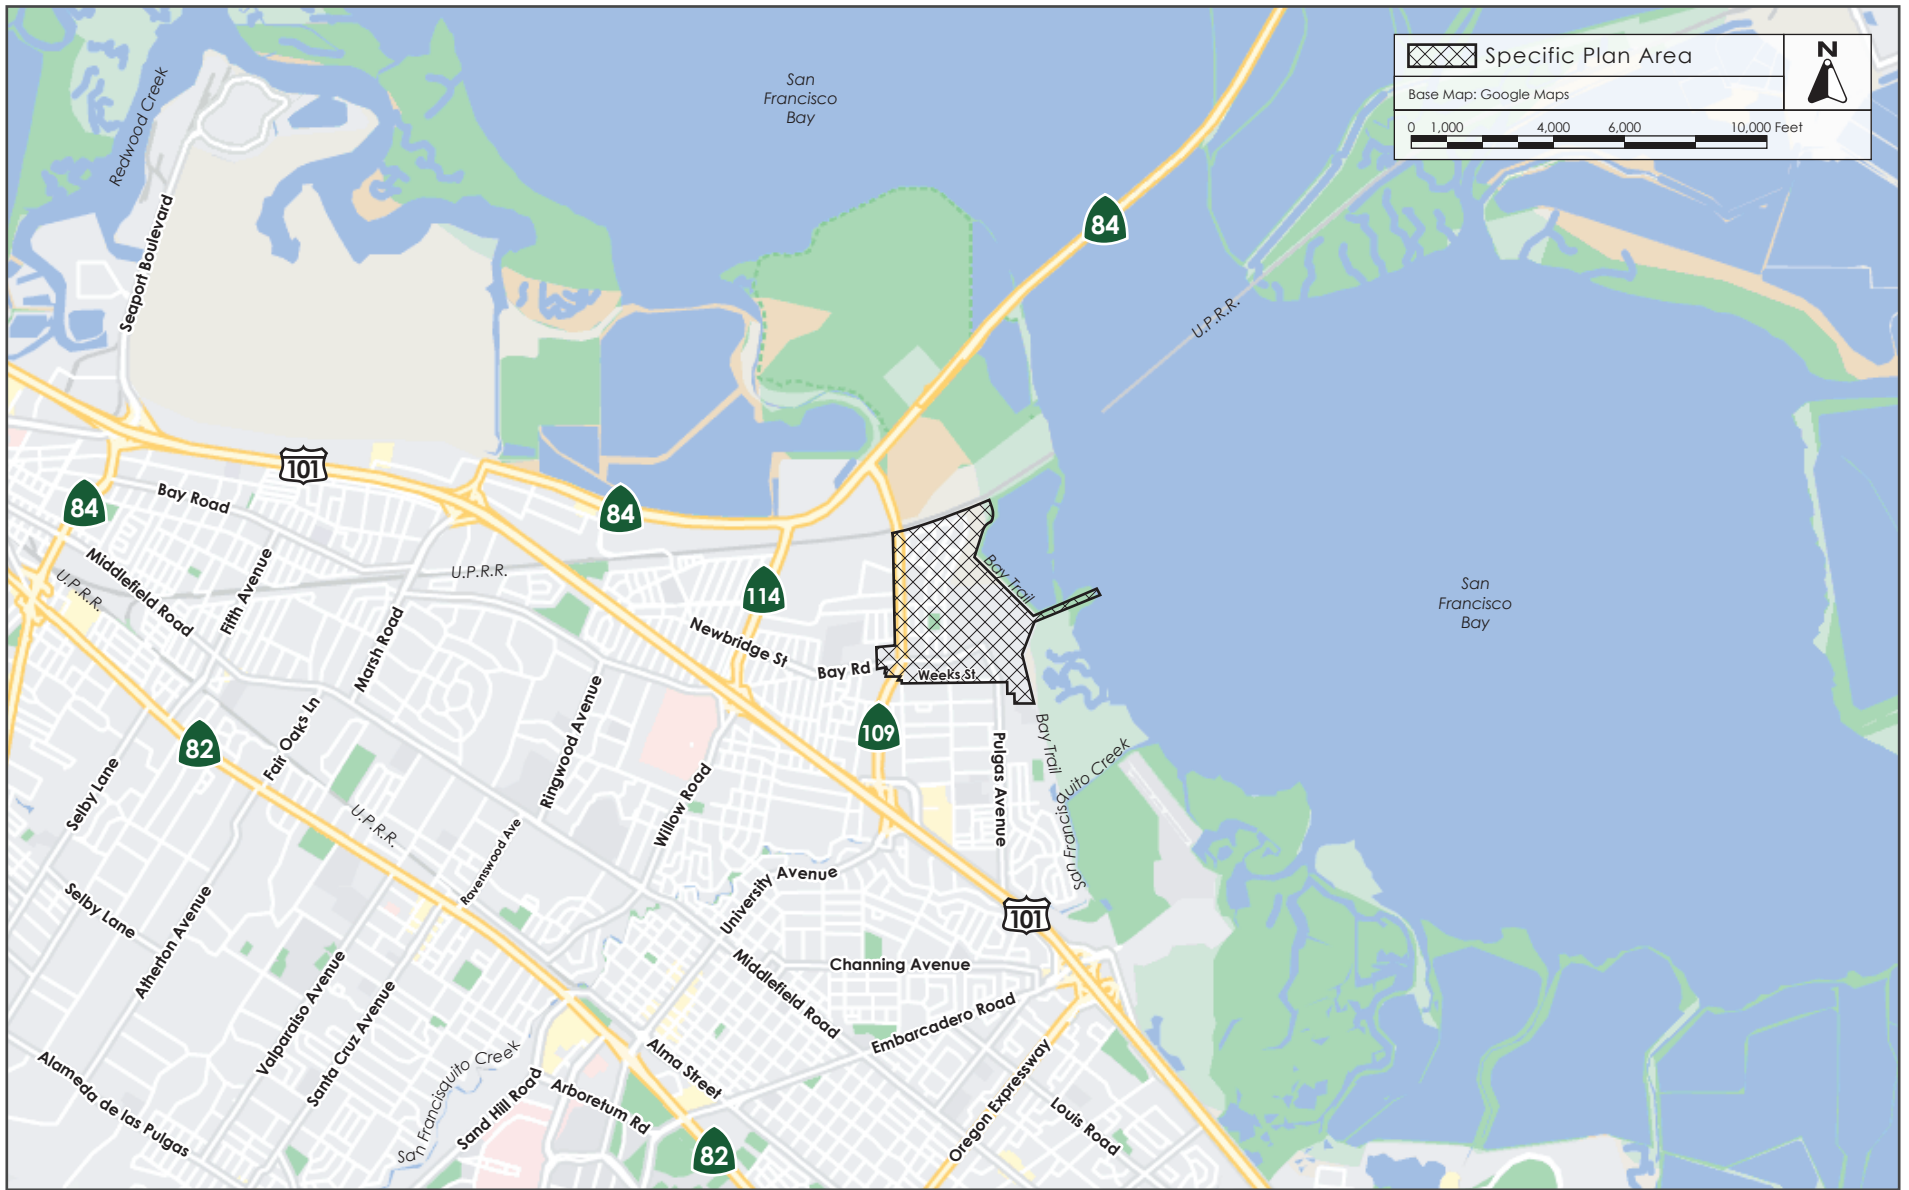 San
Francisco
Bay
Specific Plan Area
N
Base Map: Google Maps
0 1,000 4,000 6,000 10,000 Feet
Redwood Creek
Seaport Boulevard
84
U.P.R.R.
101
84
Bay Road
84
Middlefield Road
U.P.R.R.
Fifth Avenue
U.P.R.R.
Marsh Road
114
Newbridge St
Bay Rd
Weeks St
Bay Trail
San
Francisco
Bay
109
82
Fair Oaks Ln
Selby Lane
Ringwood Avenue
Willow Road
Pulgas Avenue
Bay Trail
San Francisquito Creek
U.P.R.R.
Ravenswood Ave
University Avenue
Selby Lane
Atherton Avenue
101
Valparaiso Avenue
Santa Cruz Avenue
Middlefield Road
Channing Avenue
Embarcadero Road
Alameda de las Pulgas
San Francisquito Creek
Sand Hill Road
Arboretum Rd
Alma Street
Oregon Expressway
Louis Road
82